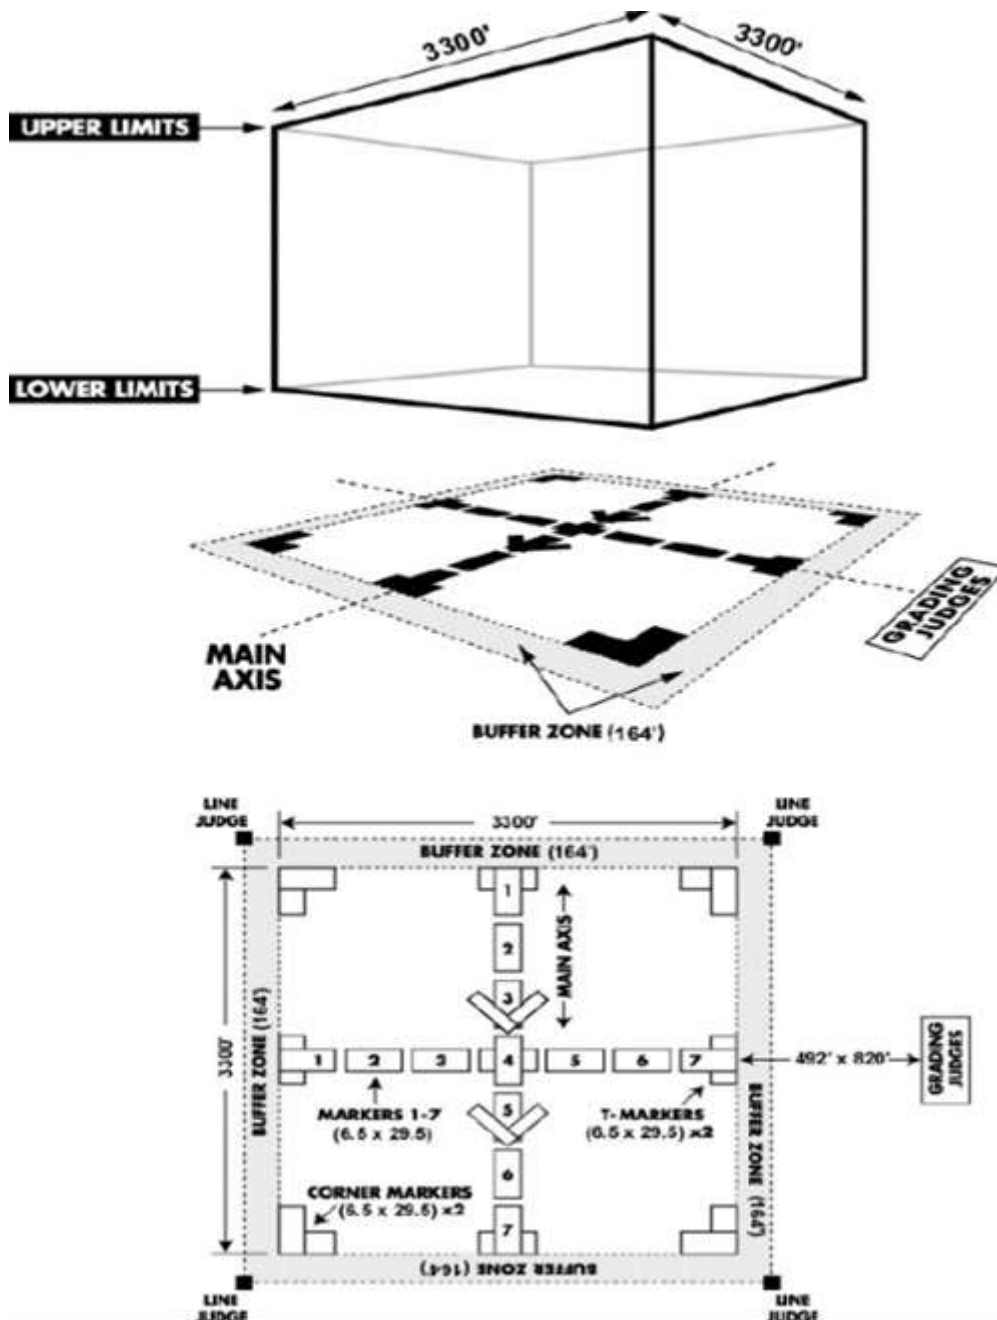 3300'
3300'
UPPER LIMITS
LOWER LIMITS
GRADING
JUDGES
MAIN
AXIS
BUFFER ZONE (164')
LINE
JUDGE
LINE
JUDGE
3300'
BUFFER ZONE (164')
1
2
3
MAIN AXIS
3300'
BUFFER ZONE (164')
1
2
3
4
5
6
7
492' x 820'
GRADING
JUDGES
MARKERS 1-7
(6.5 x 29.5)
5
T-MARKERS
(6.5 x 29.5) x2
BUFFER ZONE (164')
6
CORNER MARKERS
(6.5 x 29.5) x2
7
BUFFER ZONE (164')
LINE
JUDGE
LINE
JUDGE